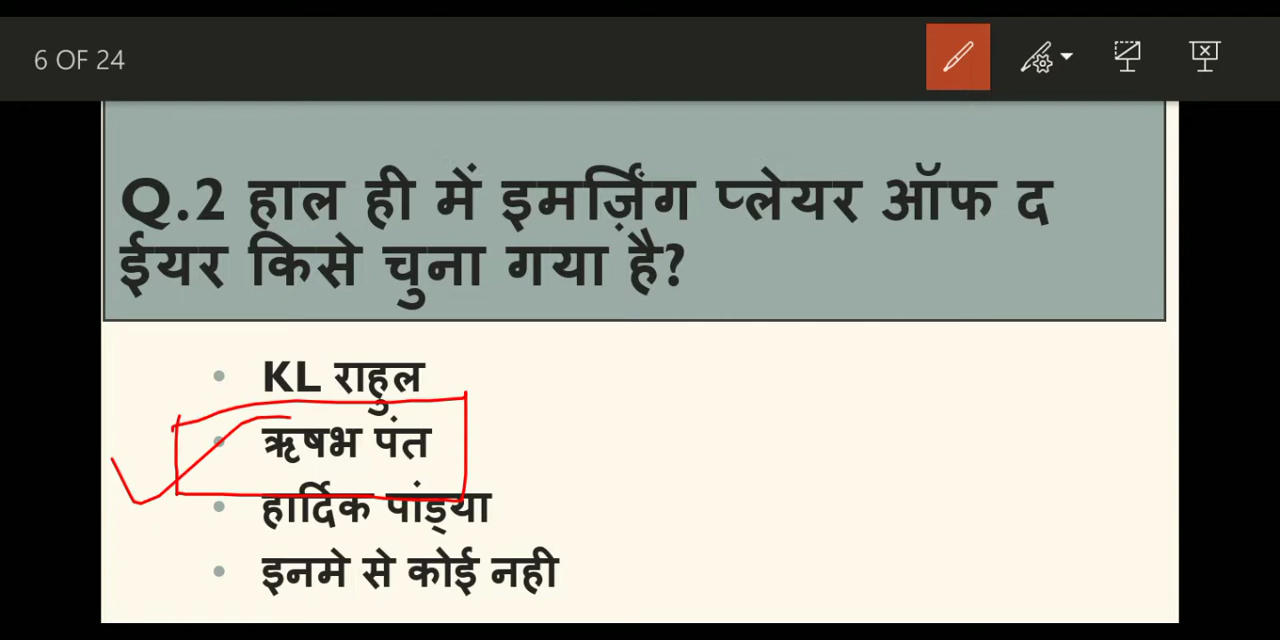 6 OF 24
Q.2 हाल ही में इमर्ज़िंग प्लेयर ऑफ द
ईयर किसे चुना गया है?
• KL राहुल
• ऋषभ पंत
• हार्दिक पांड्या
• इनमे से कोई नही